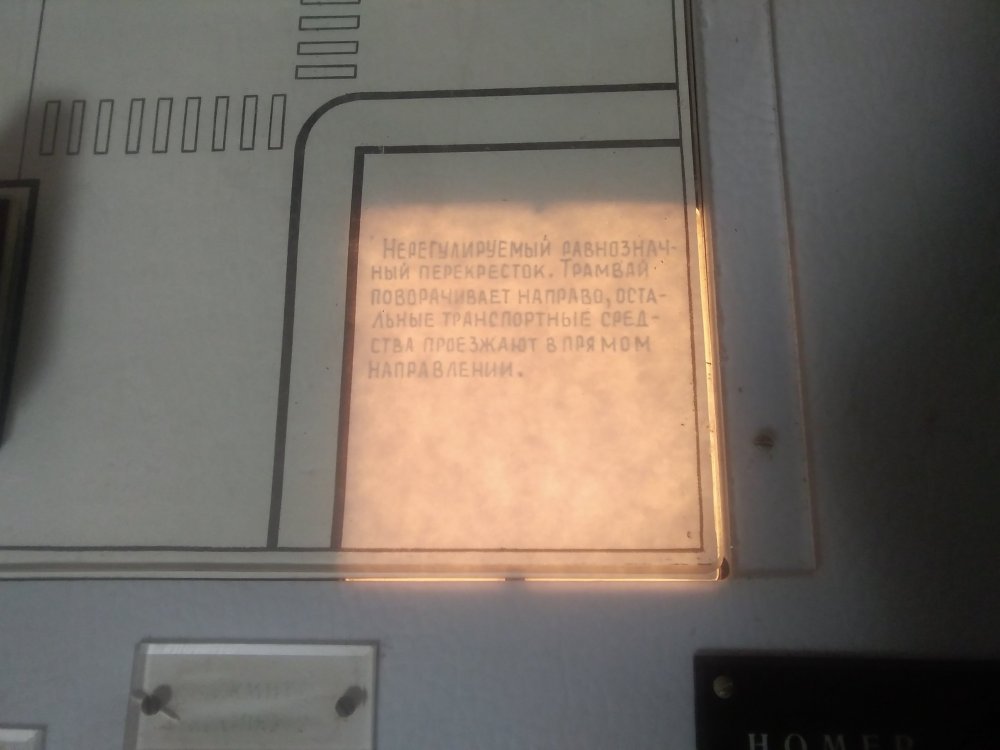 Нерегулируемый равнознач-
ный перекресток. Трамвай
поворачивает направо, оста-
льные транспортные сред-
ства проезжают в прямом
направлении.
НОМЕР